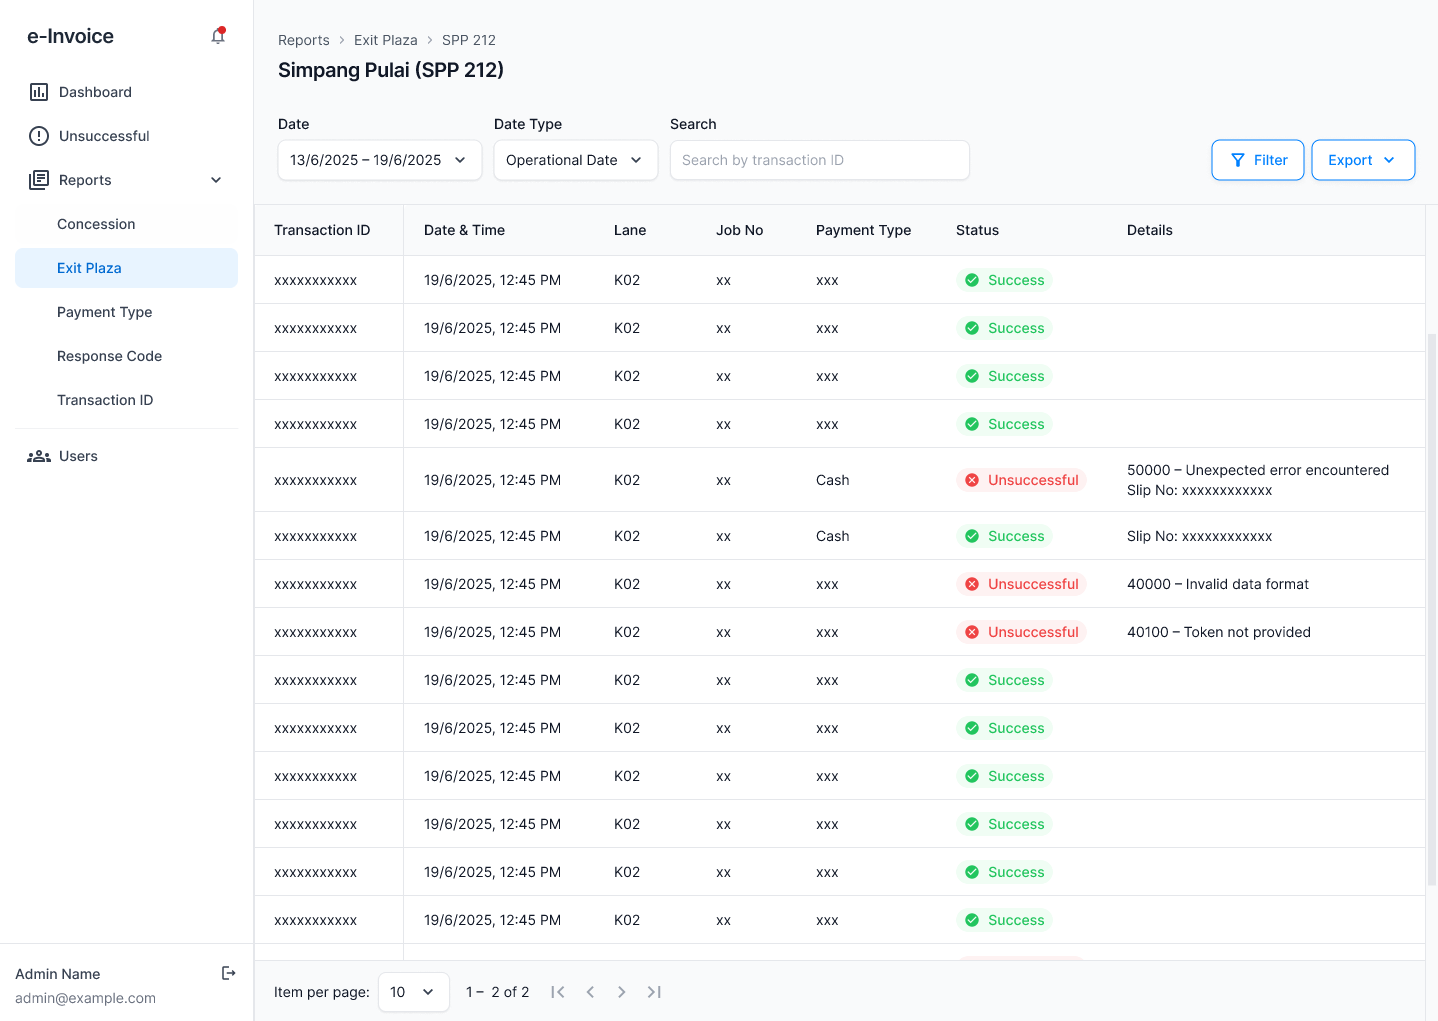 e-Invoice
Dashboard
Unsuccessful
Reports
Concession
Exit Plaza
Payment Type
Response Code
Transaction ID
Users
Admin Name
admin@example.com
Reports > Exit Plaza > SPP 212
Simpang Pulai (SPP 212)
Date Date Type Search
13/6/2025 – 19/6/2025 Operational Date Search by transaction ID Filter Export
Transaction ID Date & Time Lane Job No Payment Type Status Details
xxxxxxxxxxx 19/6/2025, 12:45 PM K02 xx xxx Success
xxxxxxxxxxx 19/6/2025, 12:45 PM K02 xx xxx Success
xxxxxxxxxxx 19/6/2025, 12:45 PM K02 xx xxx Success
xxxxxxxxxxx 19/6/2025, 12:45 PM K02 xx xxx Success
xxxxxxxxxxx 19/6/2025, 12:45 PM K02 xx Cash Unsuccessful 50000 – Unexpected error encountered
Slip No: xxxxxxxxxxxx
xxxxxxxxxxx 19/6/2025, 12:45 PM K02 xx Cash Success Slip No: xxxxxxxxxxxx
xxxxxxxxxxx 19/6/2025, 12:45 PM K02 xx xxx Unsuccessful 40000 – Invalid data format
xxxxxxxxxxx 19/6/2025, 12:45 PM K02 xx xxx Unsuccessful 40100 – Token not provided
xxxxxxxxxxx 19/6/2025, 12:45 PM K02 xx xxx Success
xxxxxxxxxxx 19/6/2025, 12:45 PM K02 xx xxx Success
xxxxxxxxxxx 19/6/2025, 12:45 PM K02 xx xxx Success
xxxxxxxxxxx 19/6/2025, 12:45 PM K02 xx xxx Success
xxxxxxxxxxx 19/6/2025, 12:45 PM K02 xx xxx Success
xxxxxxxxxxx 19/6/2025, 12:45 PM K02 xx xxx Success
Item per page: 10 1 – 2 of 2